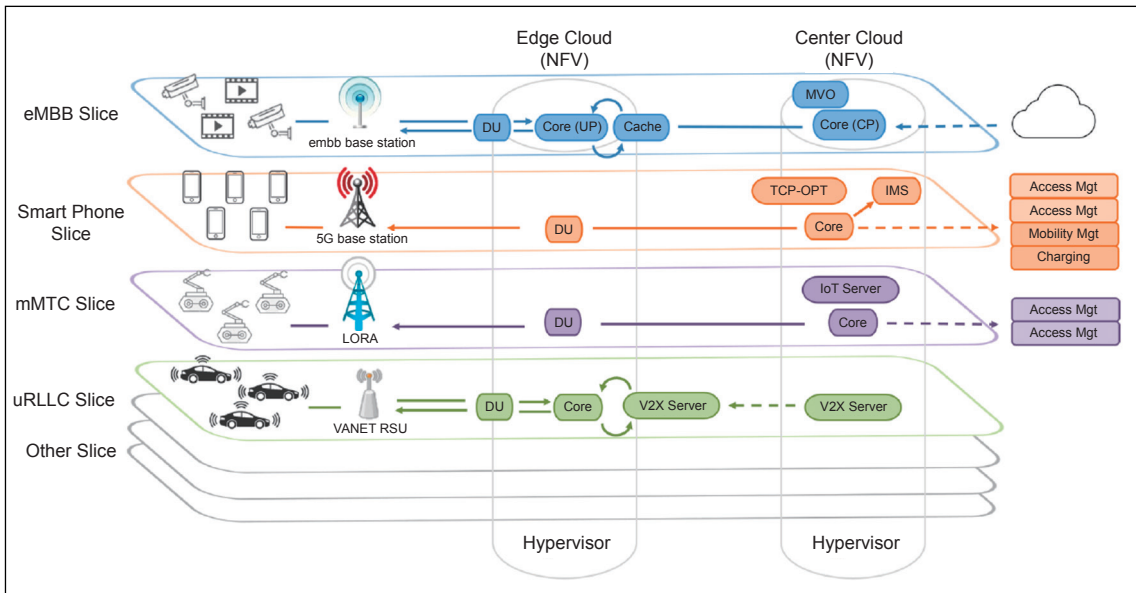 Edge Cloud
(NFV)
Center Cloud
(NFV)
eMBB Slice
embb base station
DU
Core (UP)
Cache
MVO
Core (CP)
Smart Phone
Slice
5G base station
DU
TCP-OPT
IMS
Core
Access Mgt
Access Mgt
Mobility Mgt
Charging
mMTC Slice
LORA
DU
IoT Server
Core
Access Mgt
Access Mgt
uRLLC Slice
VANET RSU
DU
Core
V2X Server
V2X Server
Other Slice
Hypervisor
Hypervisor